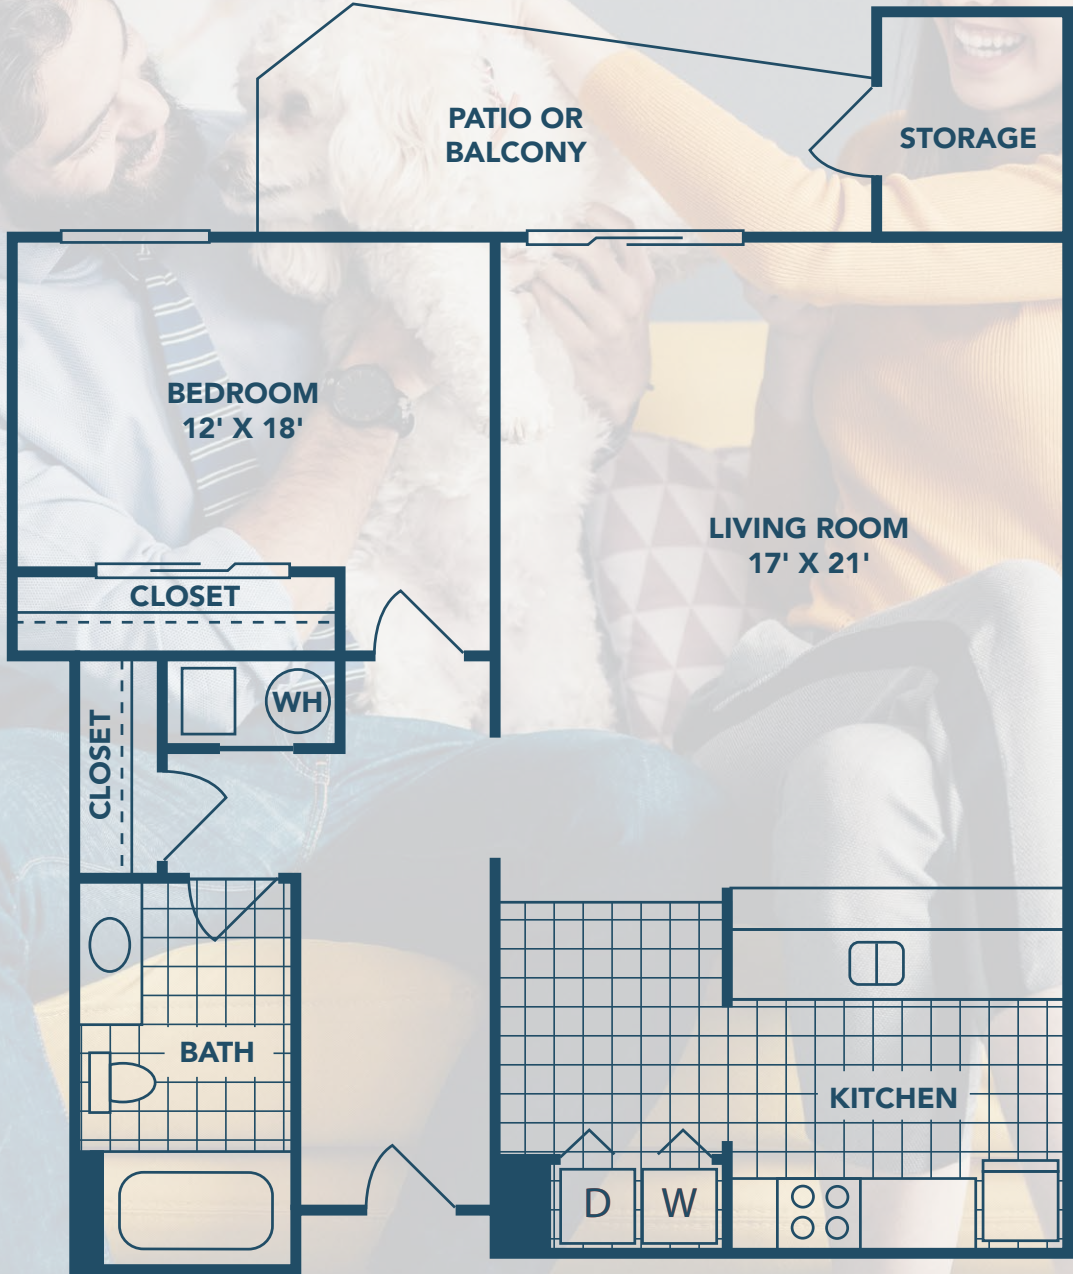 PATIO OR
BALCONY
STORAGE
BEDROOM
12' X 18'
LIVING ROOM
17' X 21'
CLOSET
WH
CLOSET
BATH
KITCHEN
D
W